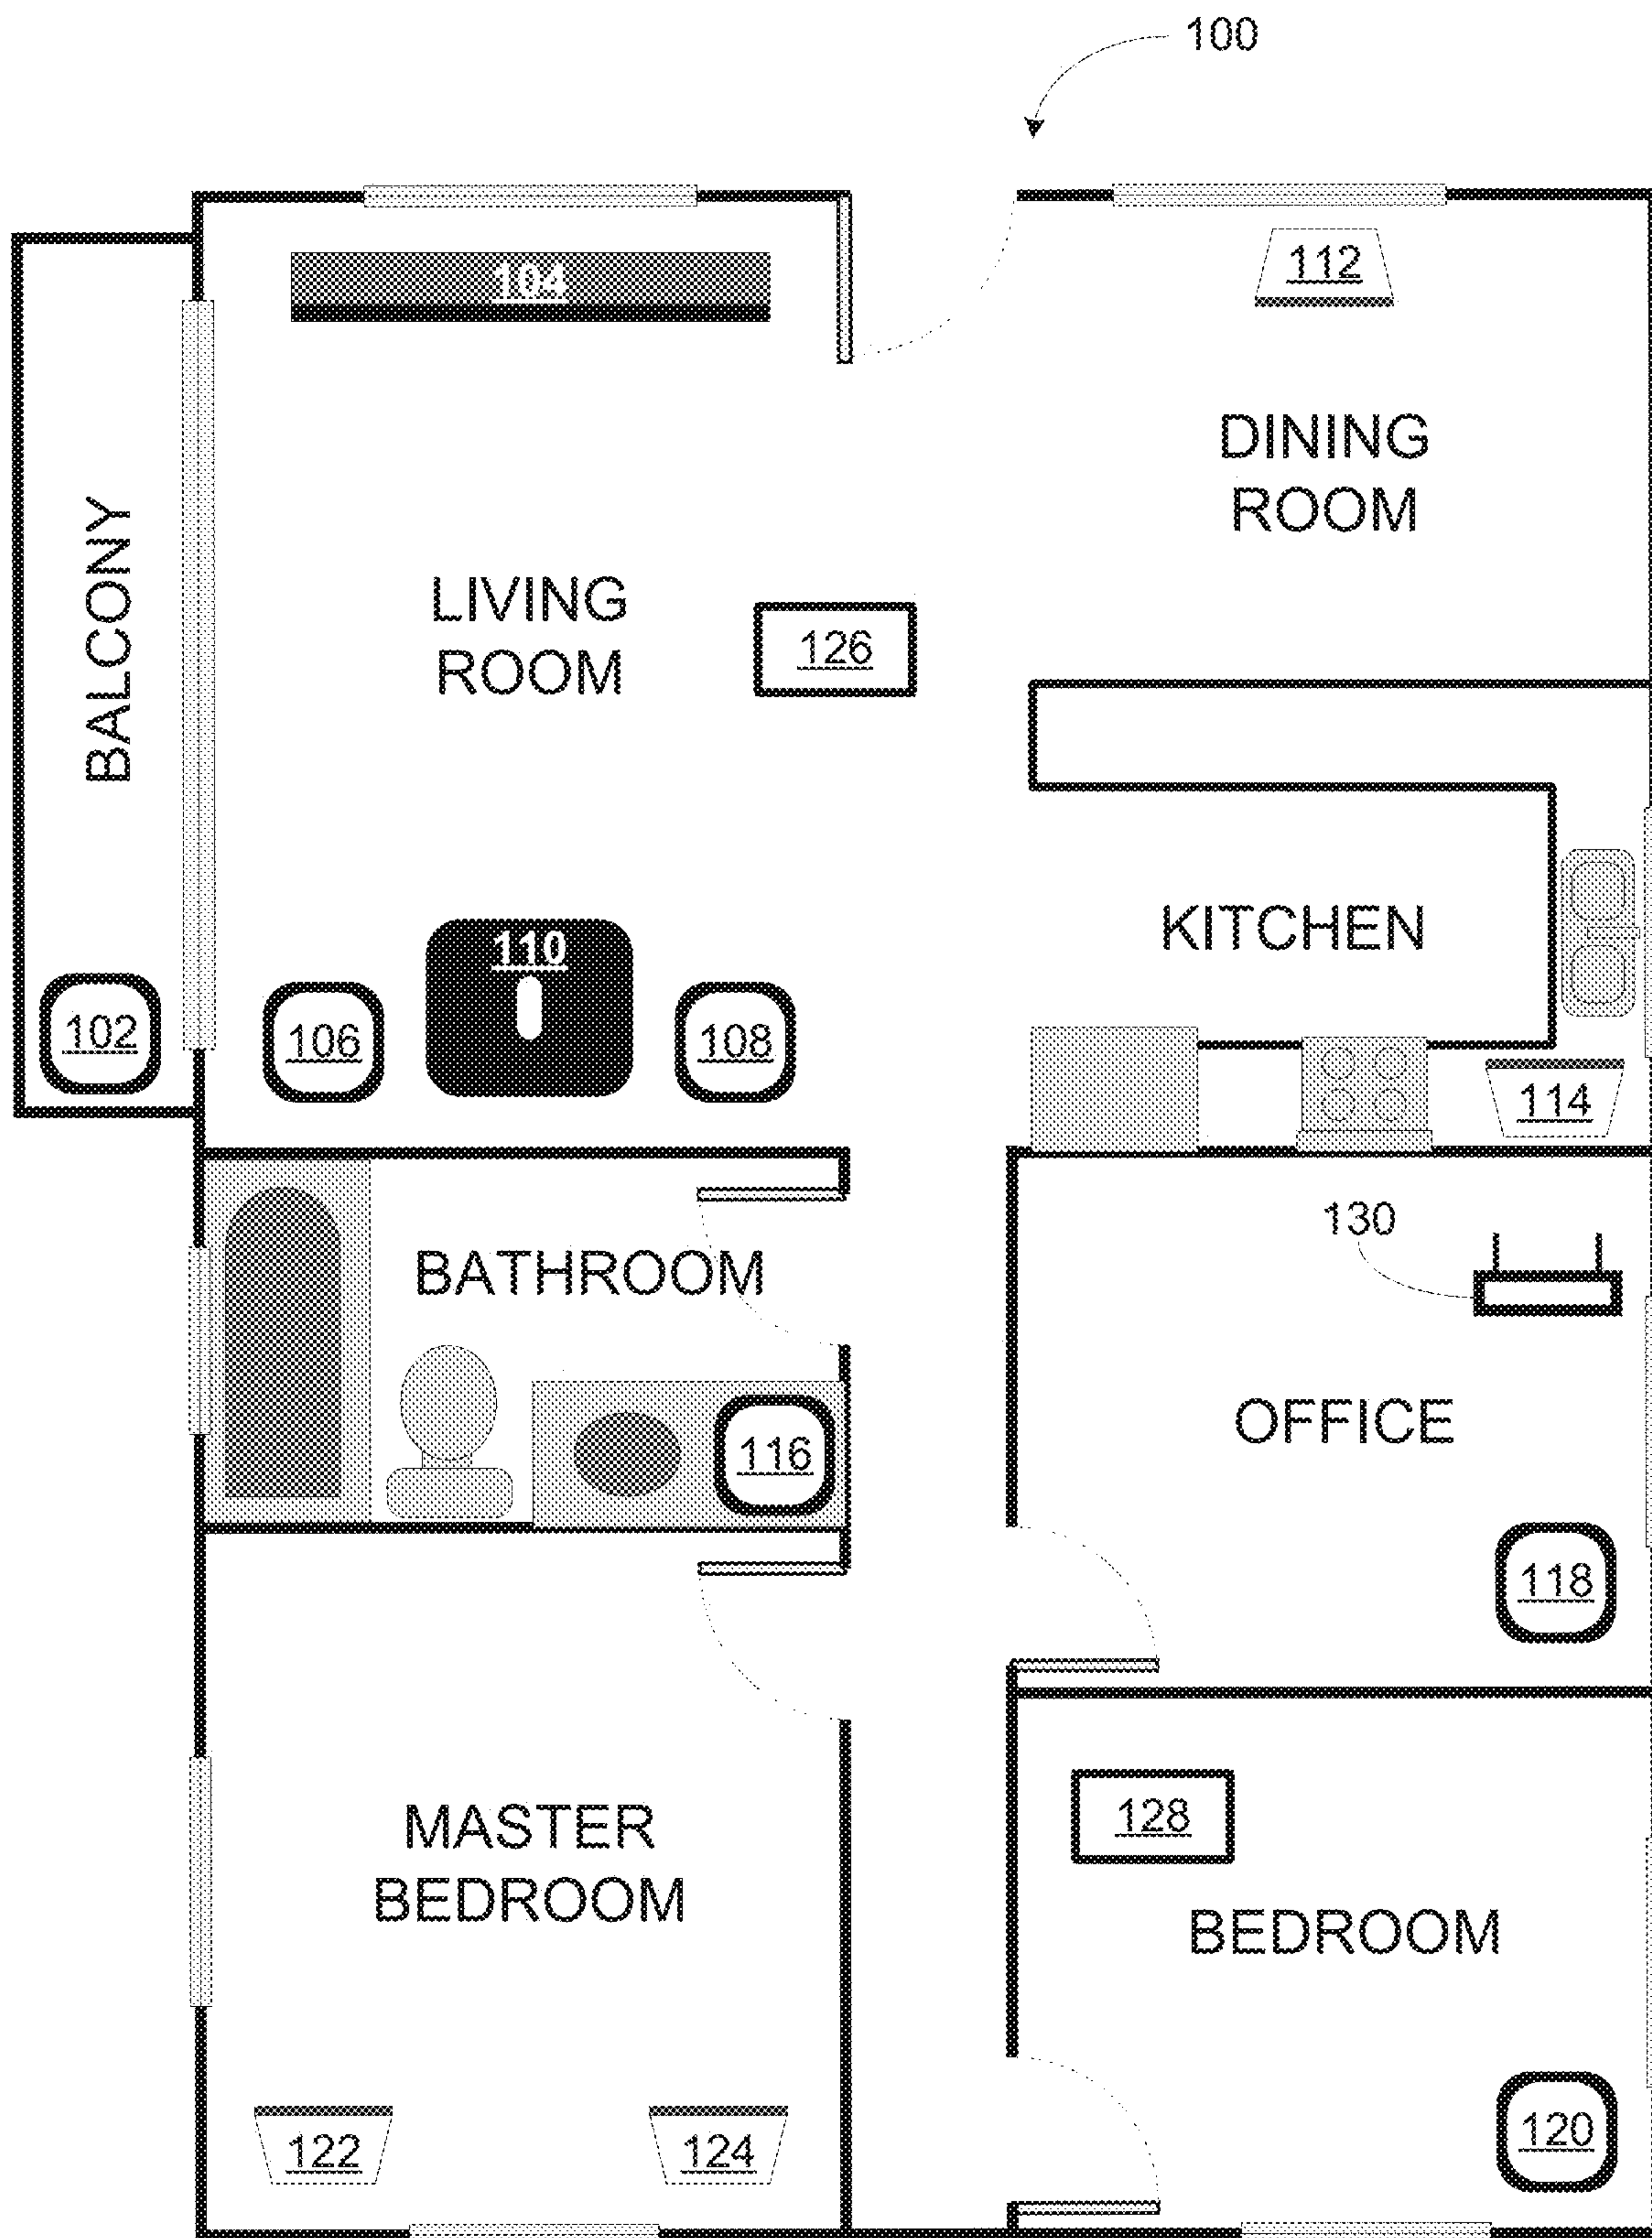 100
104
112
DINING
ROOM
BALCONY
LIVING
ROOM
126
KITCHEN
110
102
106
108
114
130
BATHROOM
OFFICE
116
118
MASTER
BEDROOM
128
BEDROOM
122
124
120